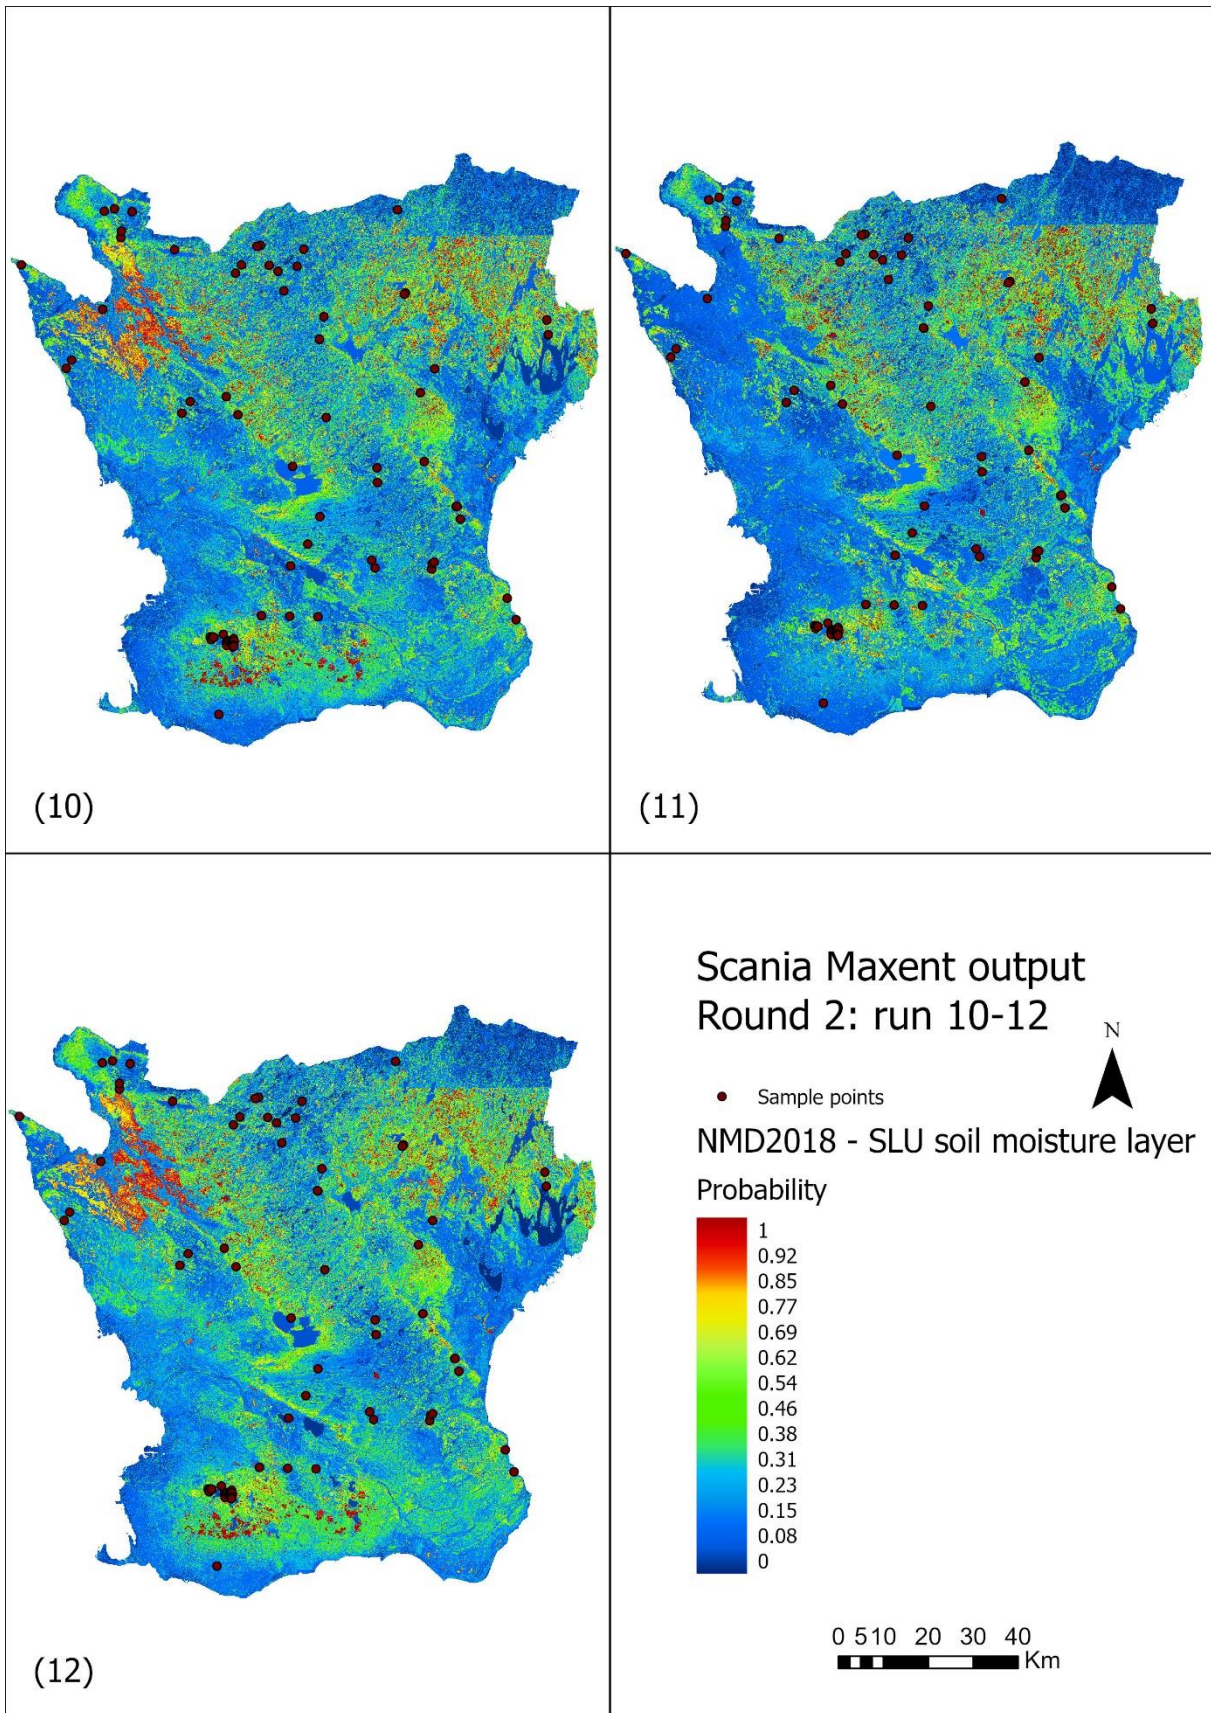 (10)
(11)
(12)
Scania Maxent output
Round 2: run 10-12
N
Sample points
NMD2018 - SLU soil moisture layer
Probability
1
0.92
0.85
0.77
0.69
0.62
0.54
0.46
0.38
0.31
0.23
0.15
0.08
0
0 5 10 20 30 40
Km